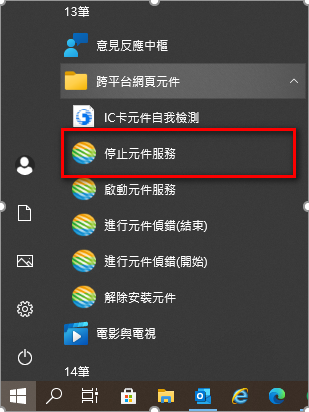 13筆
意見反應中樞
跨平台網頁元件
IC卡元件自我檢測
停止元件服務
啟動元件服務
進行元件偵錯(結束)
進行元件偵錯(開始)
解除安裝元件
電影與電視
14筆